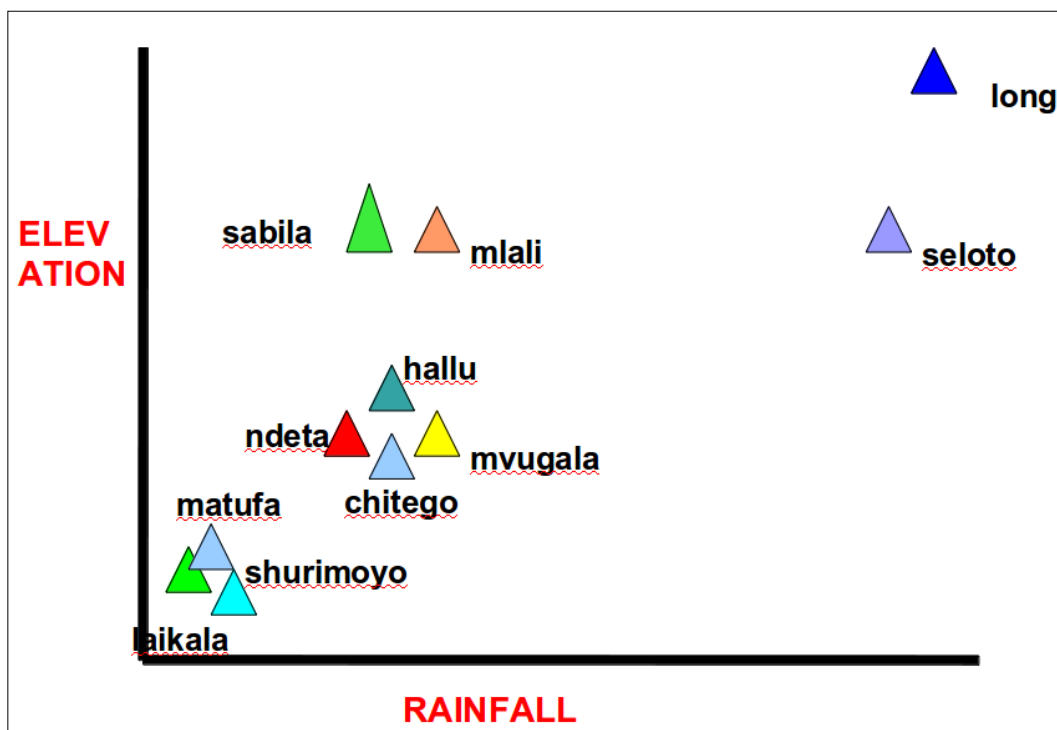 long
sabila
ELEV
ATION
mlali
seloto
hallu
ndeta
mvugala
chitego
matufa
shurimoyo
laikala
RAINFALL